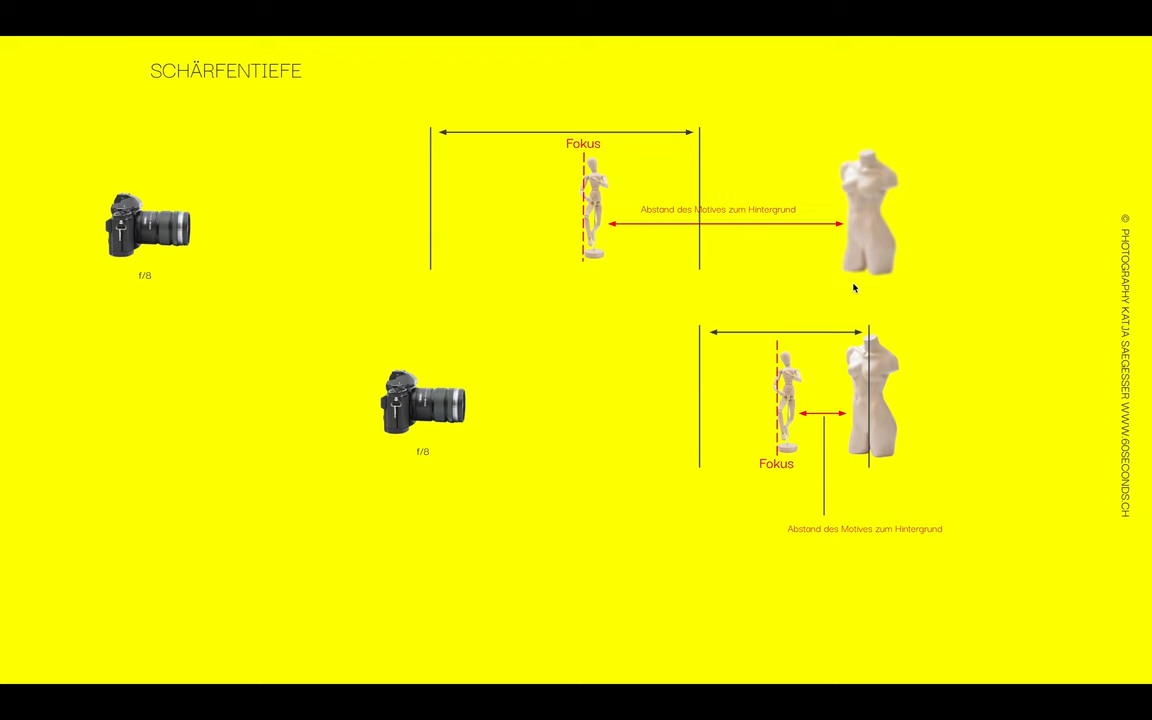 SCHÄRFENTIEFE
Fokus
Abstand des Motives zum Hintergrund
f/8
f/8
Fokus
Abstand des Motives zum Hintergrund
© PHOTOGRAPHY KATJA SAEGESSER WWW.60SECONDS.CH